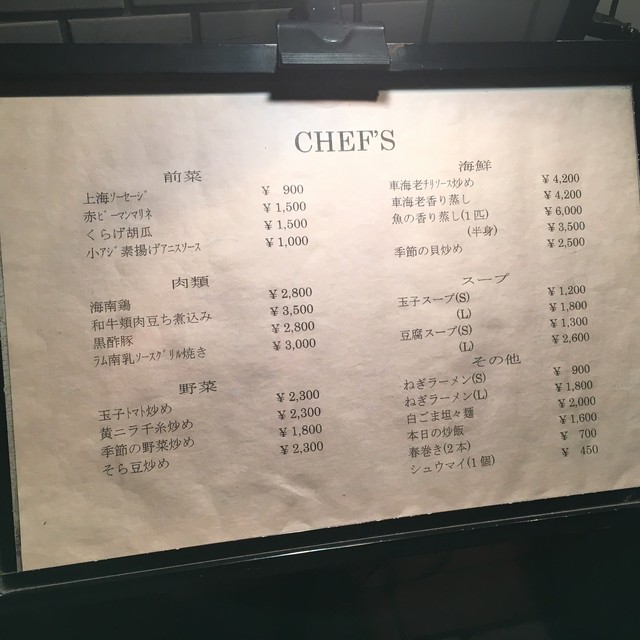 CHEF'S
前菜
上海ｿｰｾｰｼﾞ ¥ 900
赤ﾋﾟｰﾏﾝﾏﾘﾈ ¥ 1,500
くらげ胡瓜 ¥ 1,500
小ｱｼﾞ素揚げｱﾆｽｿｰｽ ¥ 1,000
肉類
海南鶏 ¥ 2,800
和牛頬肉豆ち煮込み ¥ 3,500
黒酢豚 ¥ 2,800
ﾗﾑ南乳ｿｰｽｸﾞﾘﾙ焼き ¥ 3,000
野菜
玉子ﾄﾏﾄ炒め ¥ 2,300
黄ニラ千糸炒め ¥ 2,300
季節の野菜炒め ¥ 1,800
そら豆炒め ¥ 2,300
海鮮
車海老ﾁﾘｿｰｽ炒め ¥ 4,200
車海老香り蒸し ¥ 4,200
魚の香り蒸し(1匹) ¥ 6,000
(半身) ¥ 3,500
季節の貝炒め ¥ 2,500
スープ
玉子スープ(S) ¥ 1,200
(L) ¥ 1,800
豆腐スープ(S) ¥ 1,300
(L) ¥ 2,600
その他
ねぎラーメン(S) ¥ 900
ねぎラーメン(L) ¥ 1,800
白ごま坦々麺 ¥ 2,000
本日の炒飯 ¥ 1,600
春巻き(2本) ¥ 700
シュウマイ(1個) ¥ 450